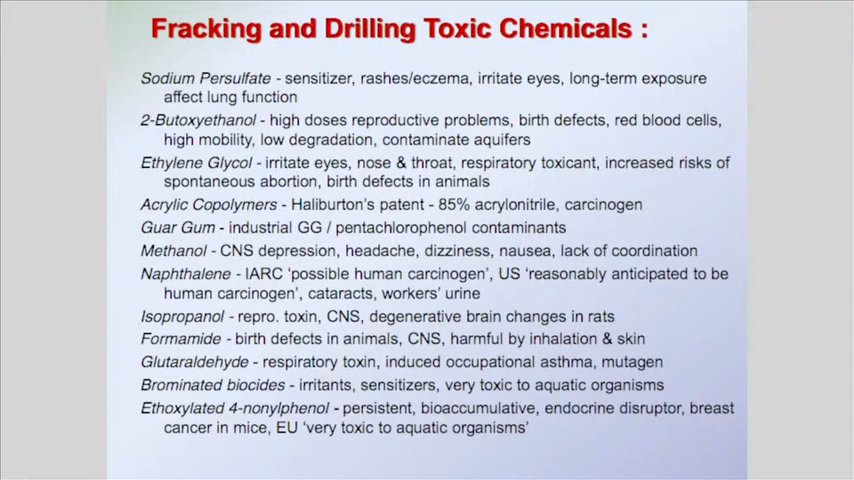 Fracking and Drilling Toxic Chemicals :
Sodium Persulfate - sensitizer, rashes/eczema, irritate eyes, long-term exposure
affect lung function
2-Butoxyethanol - high doses reproductive problems, birth defects, red blood cells,
high mobility, low degradation, contaminate aquifers
Ethylene Glycol - irritate eyes, nose & throat, respiratory toxicant, increased risks of
spontaneous abortion, birth defects in animals
Acrylic Copolymers - Haliburton's patent - 85% acrylonitrile, carcinogen
Guar Gum - industrial GG / pentachlorophenol contaminants
Methanol - CNS depression, headache, dizziness, nausea, lack of coordination
Naphthalene - IARC 'possible human carcinogen', US 'reasonably anticipated to be
human carcinogen', cataracts, workers' urine
Isopropanol - repro. toxin, CNS, degenerative brain changes in rats
Formamide - birth defects in animals, CNS, harmful by inhalation & skin
Glutaraldehyde - respiratory toxin, induced occupational asthma, mutagen
Brominated biocides - irritants, sensitizers, very toxic to aquatic organisms
Ethoxylated 4-nonylphenol - persistent, bioaccumulative, endocrine disruptor, breast
cancer in mice, EU 'very toxic to aquatic organisms'